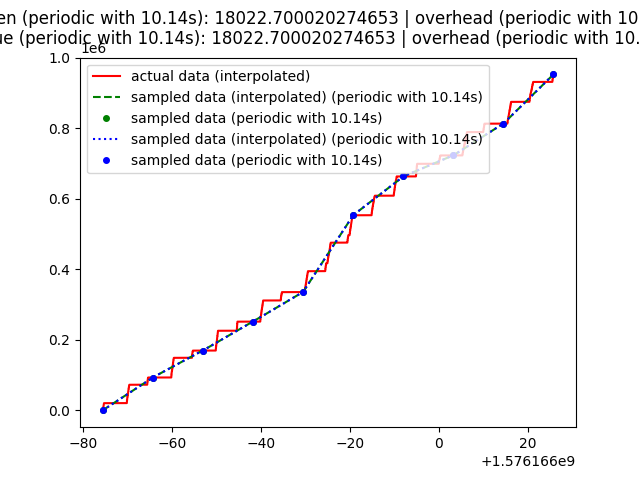 en (periodic with 10.14s): 18022.700020274653 | overhead (periodic with 10
ue (periodic with 10.14s): 18022.700020274653 | overhead (periodic with 10.
1e6
1.0
actual data (interpolated)
sampled data (interpolated) (periodic with 10.14s)
sampled data (periodic with 10.14s)
sampled data (interpolated) (periodic with 10.14s)
sampled data (periodic with 10.14s)
0.8
0.6
0.4
0.2
0.0
−80 −60 −40 −20 0 20
+1.576166e9